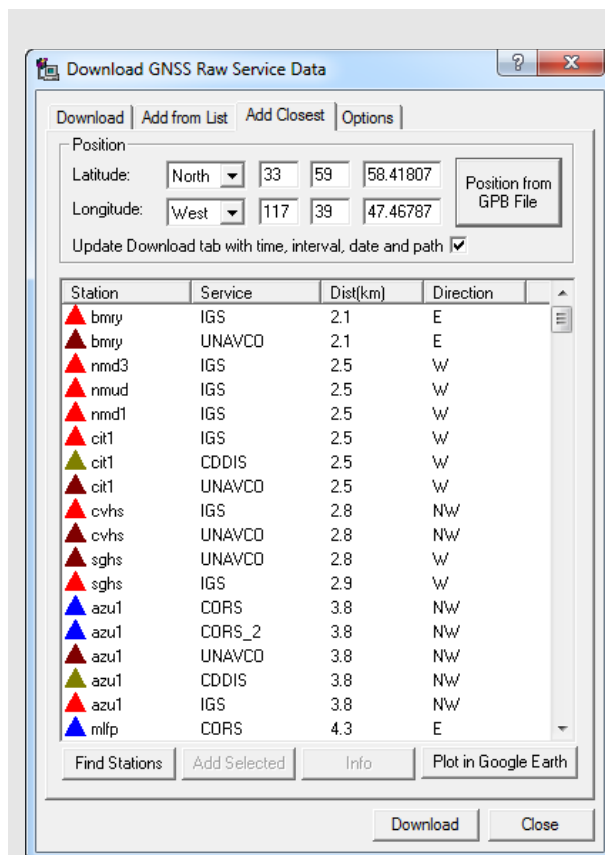 Download GNSS Raw Service Data
Download Add from List Add Closest Options
Position
Latitude: North 33 59 58.41807
Longitude: West 117 39 47.46787
Position from
GPB File
Update Download tab with time, interval, date and path
Station Service Dist(km) Direction
bmry IGS 2.1 E
bmry UNAVCO 2.1 E
nmd3 IGS 2.5 W
nmud IGS 2.5 W
nmd1 IGS 2.5 W
cit1 IGS 2.5 W
cit1 CDDIS 2.5 W
cit1 UNAVCO 2.5 W
cvhs IGS 2.8 NW
cvhs UNAVCO 2.8 NW
sghs UNAVCO 2.8 W
sghs IGS 2.9 W
azu1 CORS 3.8 NW
azu1 CORS_2 3.8 NW
azu1 UNAVCO 3.8 NW
azu1 CDDIS 3.8 NW
azu1 IGS 3.8 NW
mlfp CORS 4.3 E
Find Stations Add Selected Info Plot in Google Earth
Download Close